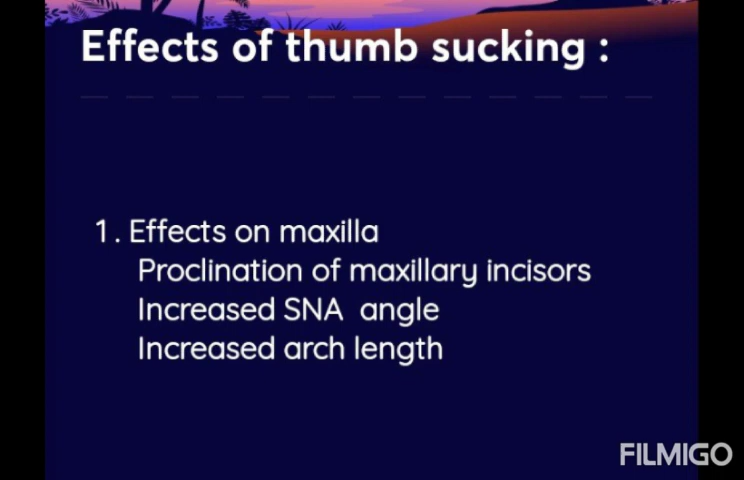 Effects of thumb sucking :
1. Effects on maxilla
Proclination of maxillary incisors
Increased SNA angle
Increased arch length
FILMIGO